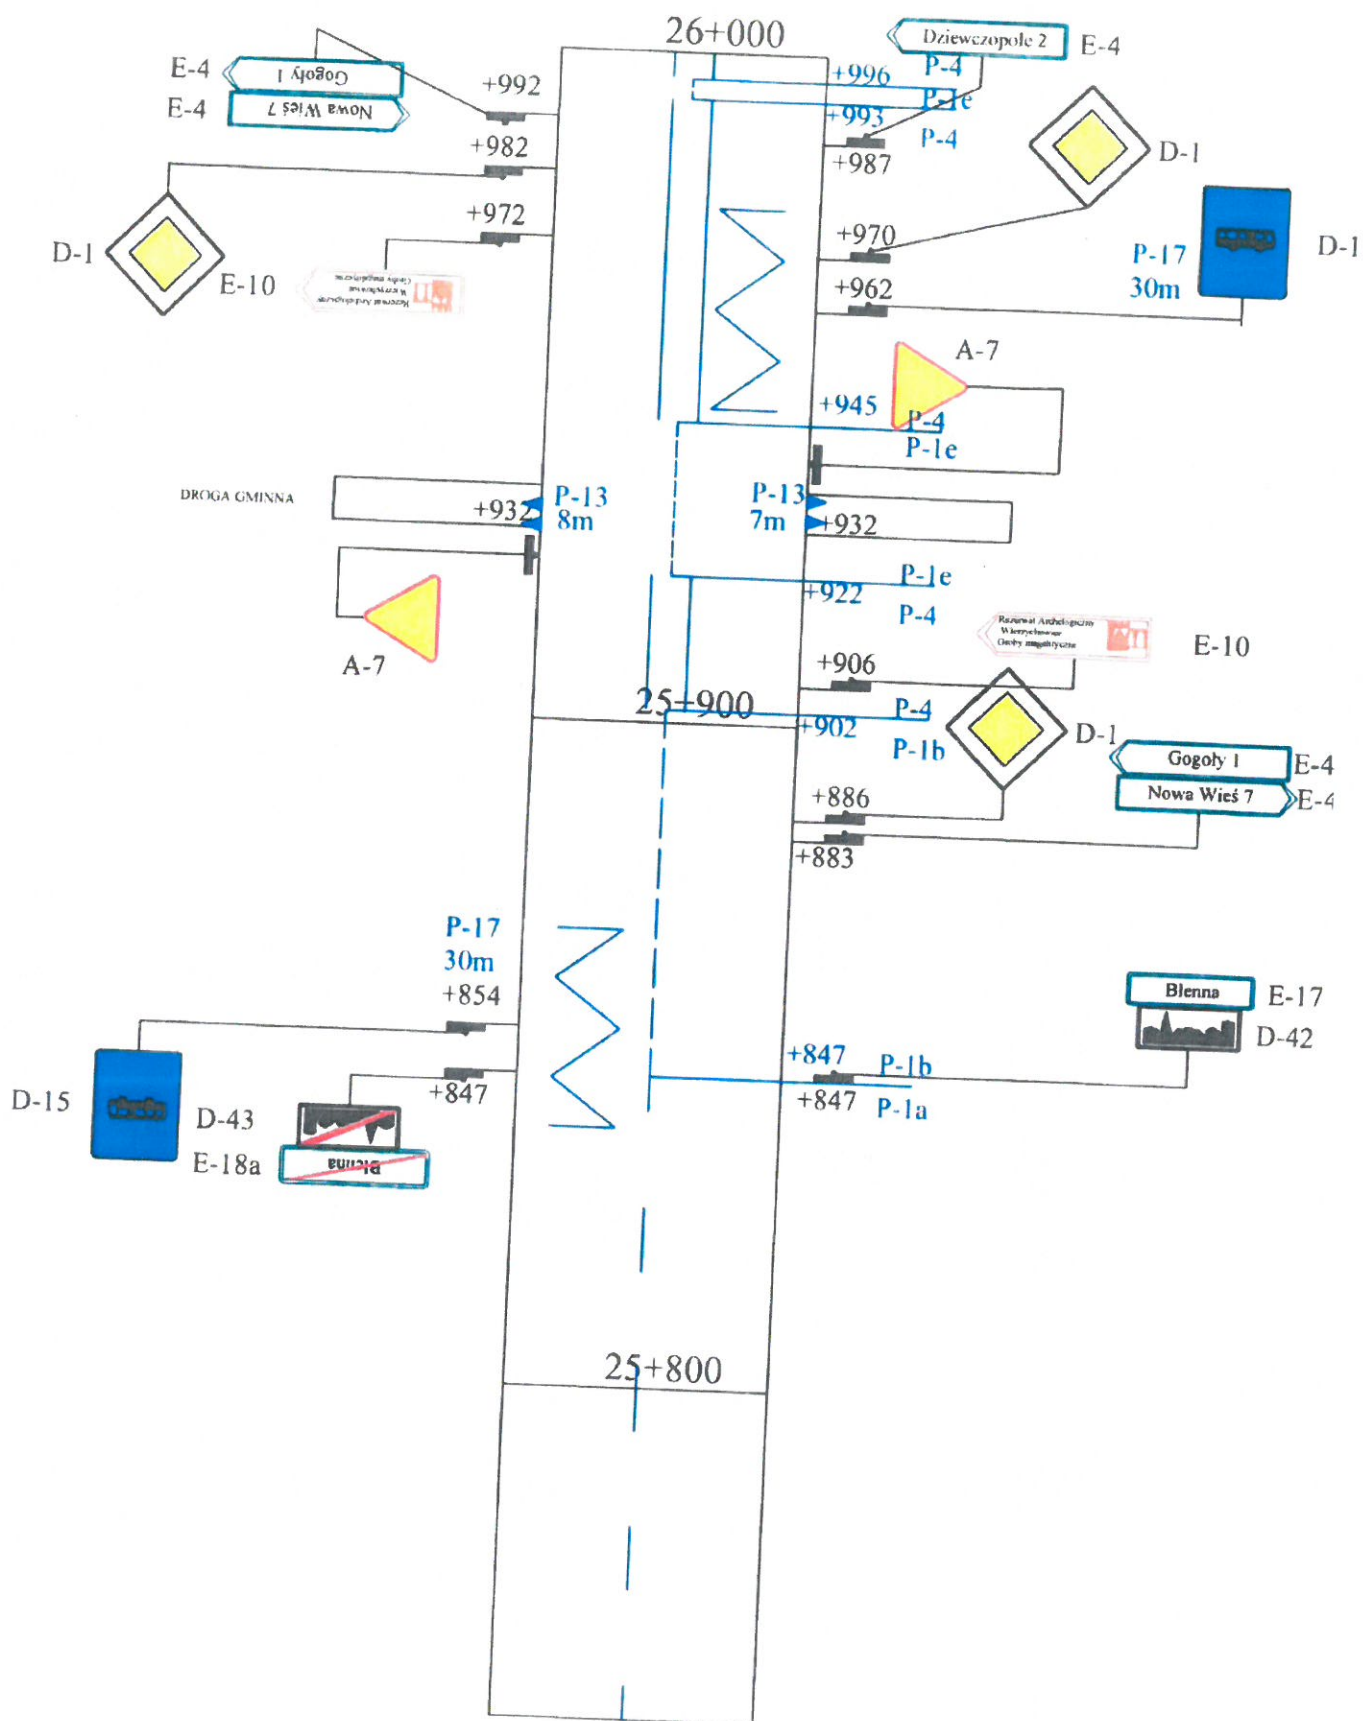 26+000
Dziewczopole 2
E-4
P-4
E-4
Gogoły 1
E-4
Nowa Wieś 7
+992
+996
P-1e
+993
P-4
+982
+987
D-1
+972
+970
D-1
E-10
P-17
30m
D-1
+962
A-7
+945
P-4
P-1e
DROGA GMINNA
+932
P-13
8m
P-13
7m
+932
P-1e
+922
P-4
A-7
Wierzychowie
E-10
+906
25+900
P-4
+902
P-1b
D-1
Gogoły 1
E-4
Nowa Wieś 7
E-4
+886
+883
P-17
30m
+854
Blenna
E-17
D-42
+847
P-1b
+847
+847
P-1a
D-15
D-43
E-18a
Blenna
25+800